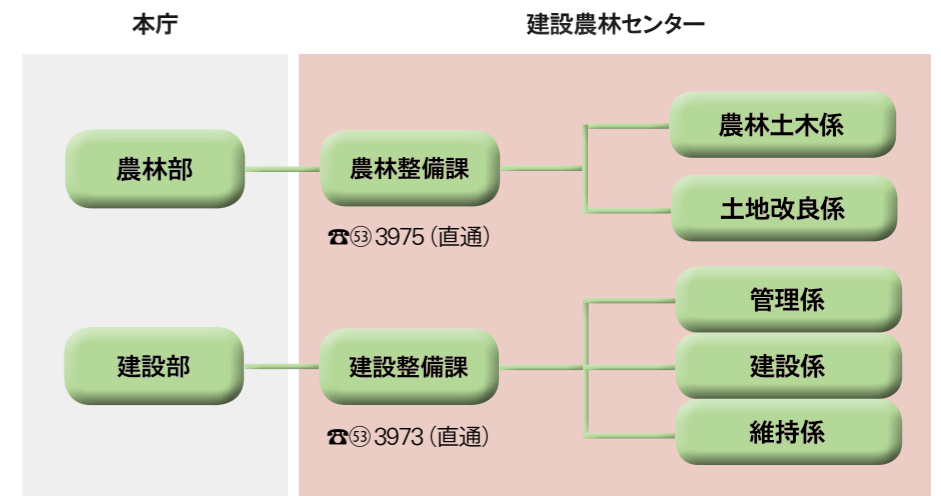 本庁
建設農林センター
農林部
農林整備課
☎㊼3975（直通）
農林土木係
土地改良係
建設部
建設整備課
☎㊼3973（直通）
管理係
建設係
維持係